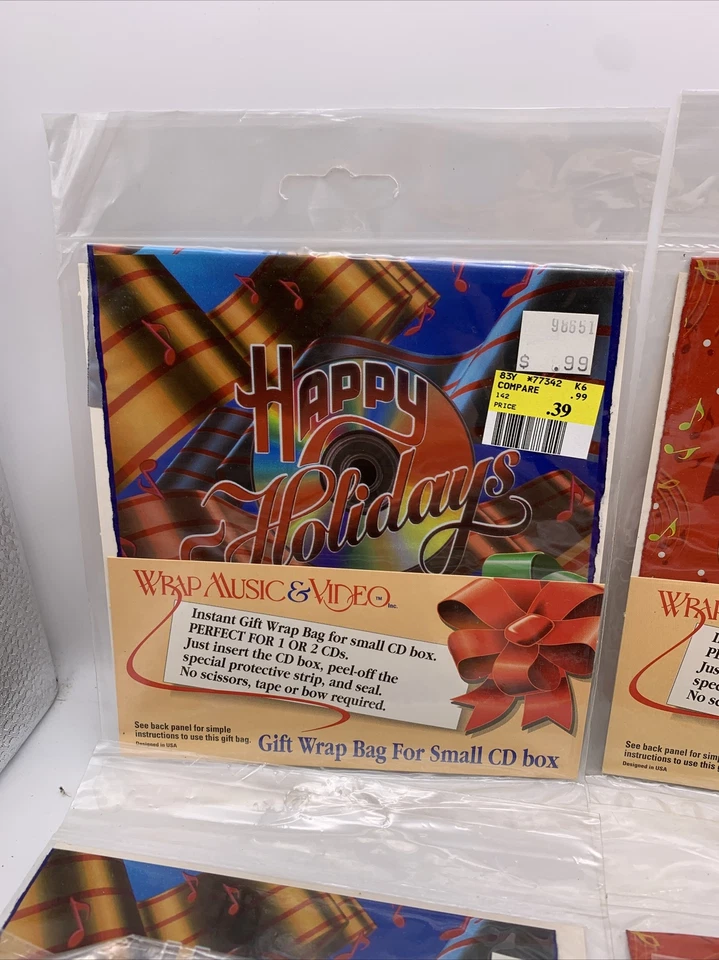 98651
$ .99
83Y *77342 K6
COMPARE .99
142
PRICE .39
HAPPY
Holidays
WRAP MUSIC & VIDEO TM Inc.
Instant Gift Wrap Bag for small CD box.
PERFECT FOR 1 OR 2 CDs.
Just insert the CD box, peel-off the
special protective strip, and seal.
No scissors, tape or bow required.
See back panel for simple
instructions to use this gift bag.
Designed in USA
Gift Wrap Bag For Small CD box
WRAP
See back panel for simp
instructions to use this
Designed in USA